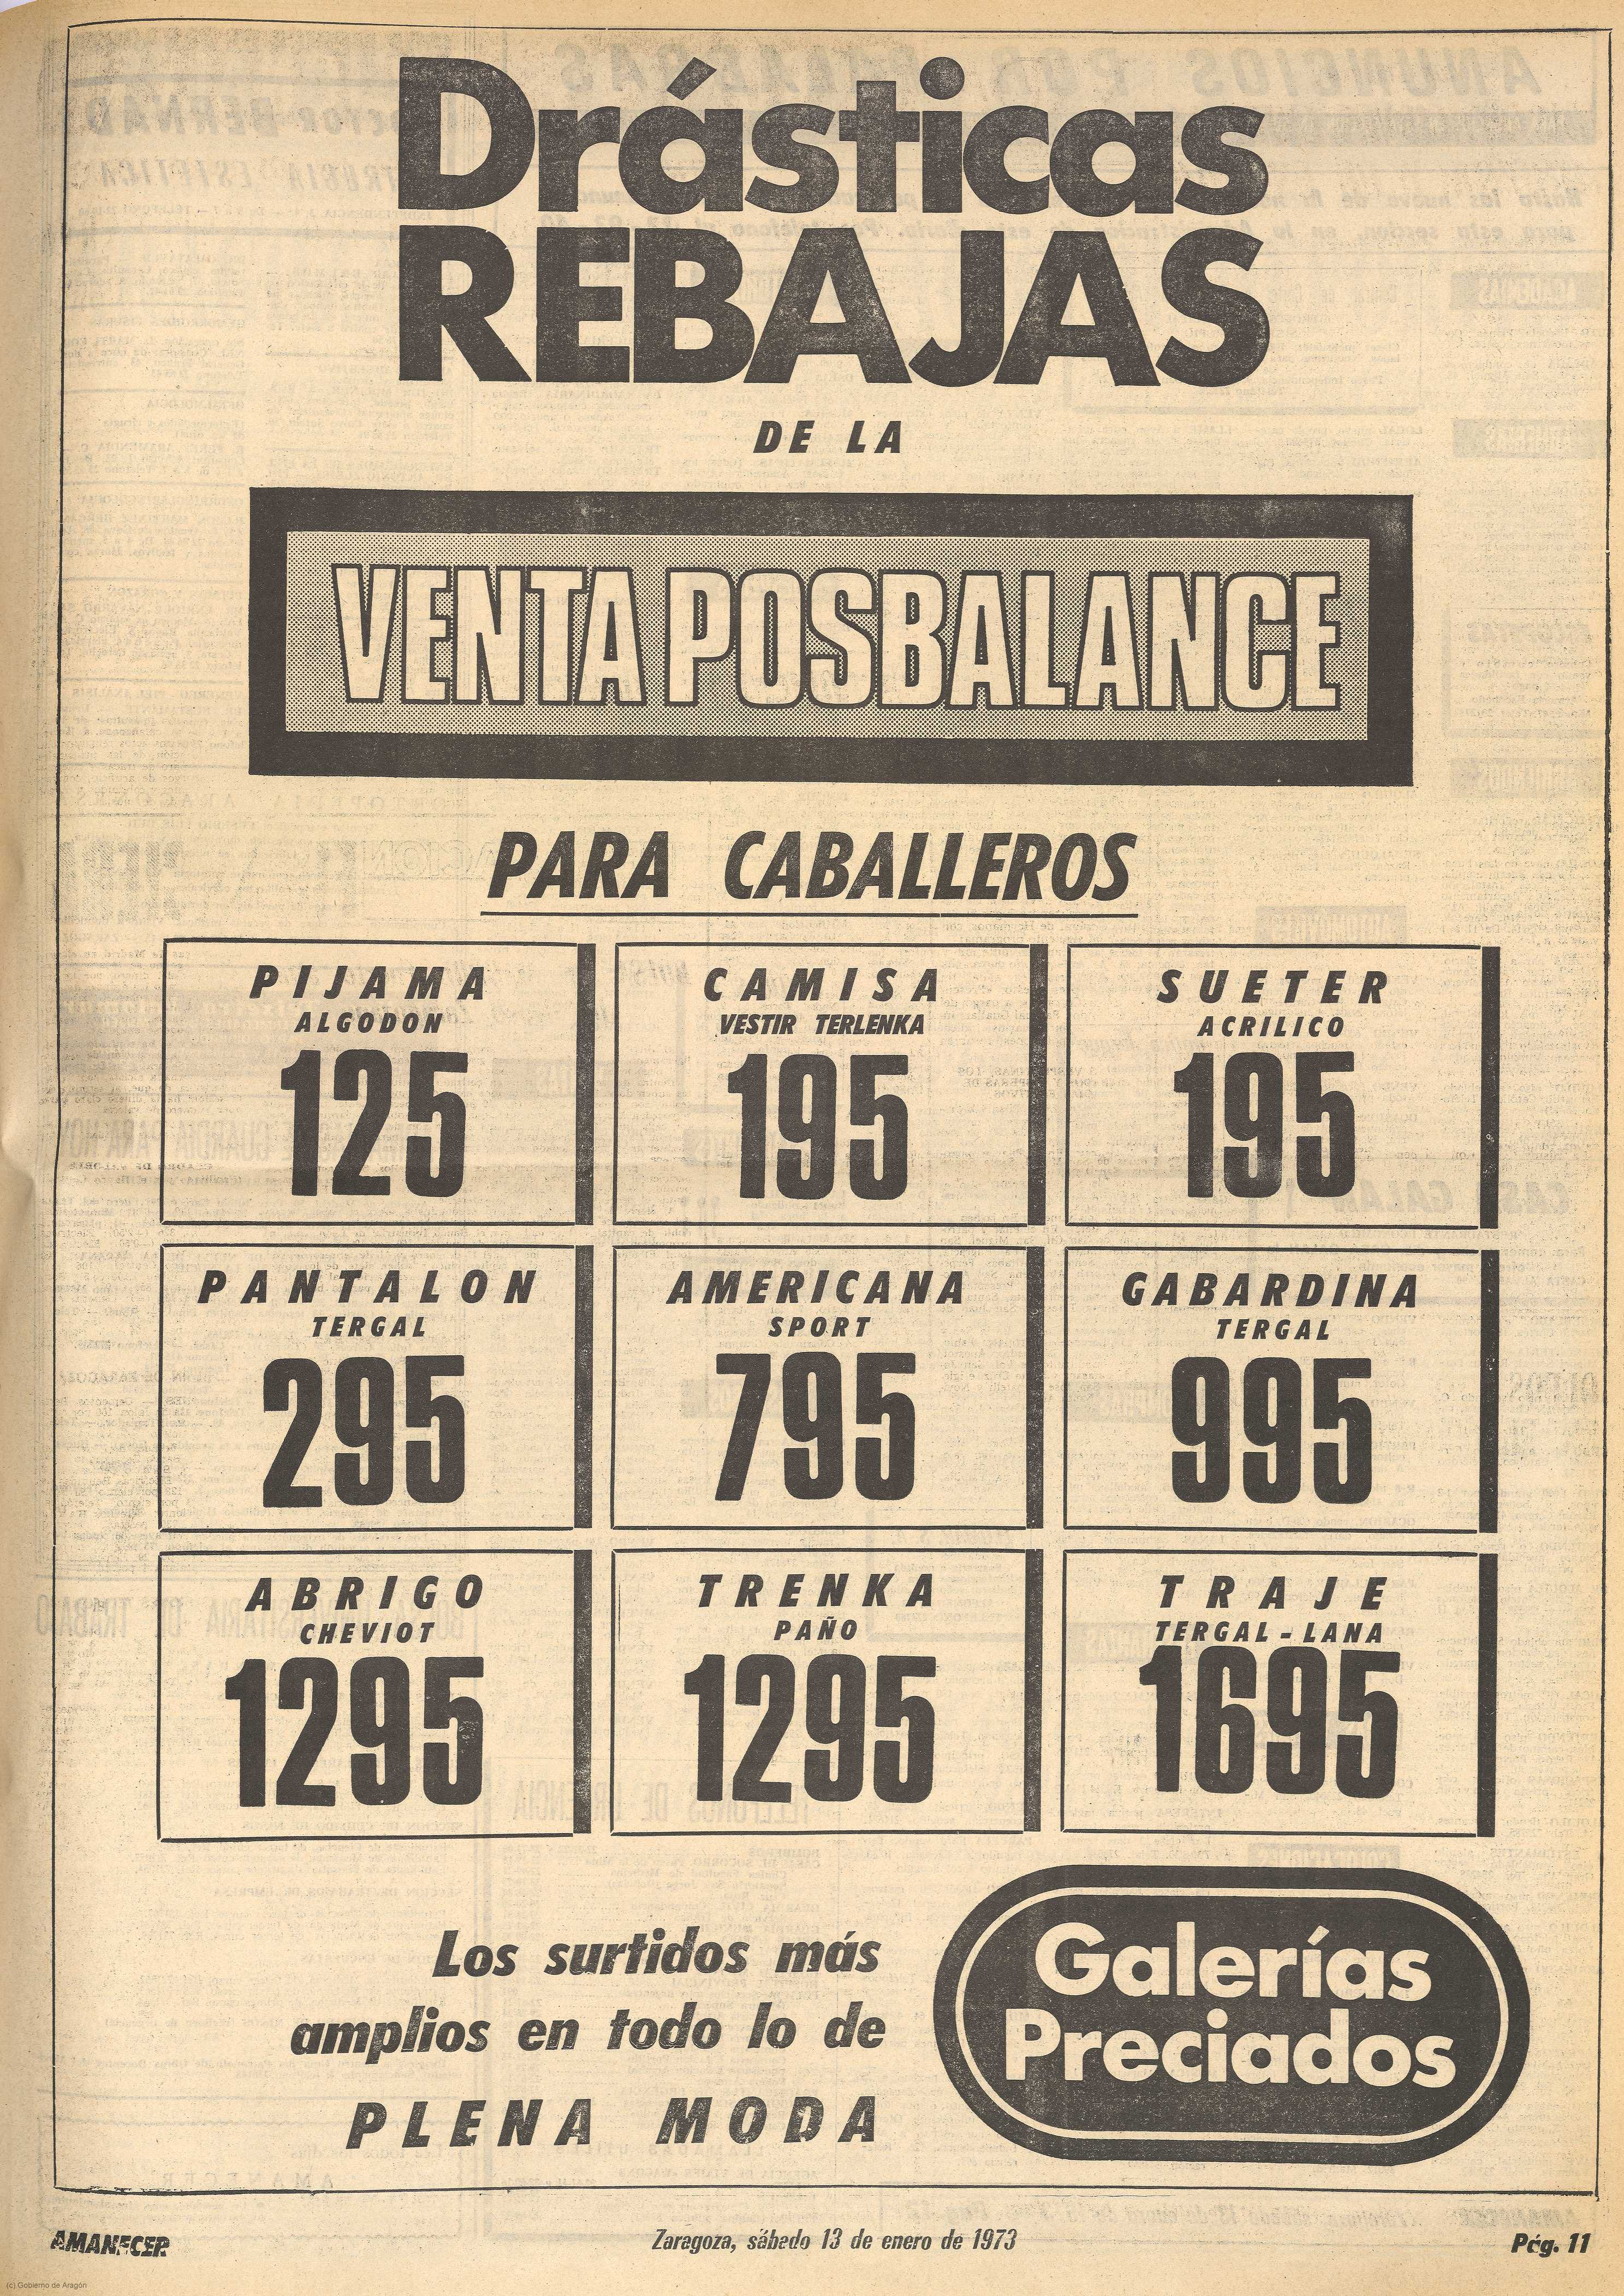 Drásticas
REBAJAS
DE LA
VENTA POSBALANCE
PARA CABALLEROS
PIJAMA
ALGODON
125
CAMISA
VESTIR TERLENKA
195
SUETER
ACRILICO
195
PANTALON
TERGAL
295
AMERICANA
SPORT
795
GABARDINA
TERGAL
995
ABRIGO
CHEVIOT
1295
TRENKA
PAÑO
1295
TRAJE
TERGAL-LANA
1695
Los surtidos más
amplios en todo lo de
PLENA MODA
Galerías
Preciados
AMANECER
Zaragoza, sábado 13 de enero de 1973
Pág. 11
(c) Gobierno de Aragón